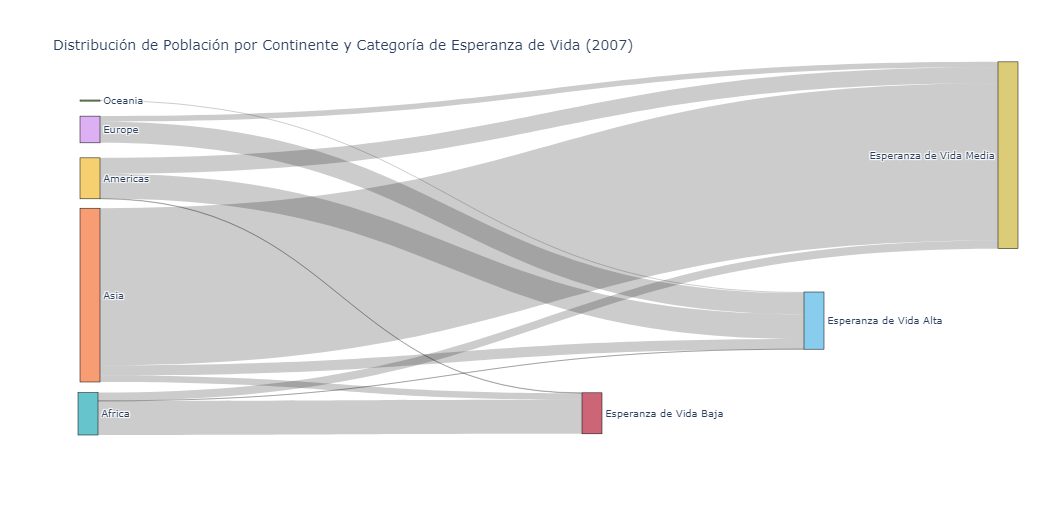 Distribución de Población por Continente y Categoría de Esperanza de Vida (2007)
Oceania
Europe
Esperanza de Vida Media
Americas
Asia
Esperanza de Vida Alta
Africa
Esperanza de Vida Baja